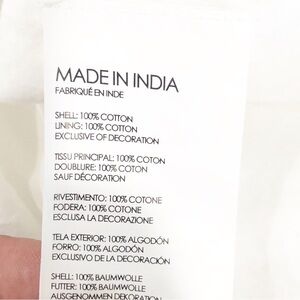 MADE IN INDIA
FABRIQUÉ EN INDE
SHELL: 100% COTTON
LINING: 100% COTTON
EXCLUSIVE OF DECORATION
TISSU PRINCIPAL: 100% COTON
DOUBLURE: 100% COTON
SAUF DÉCORATION
RIVESTIMENTO: 100% COTONE
FODERA: 100% COTONE
ESCLUSA LA DECORAZIONE
TELA EXTERIOR: 100% ALGODÓN
FORRO: 100% ALGODÓN
EXCLUSIVO DE LA DECORACIÓN
SHELL: 100% BAUMWOLLE
FUTTER: 100% BAUMWOLLE
AUSGENOMMEN DEKORATION